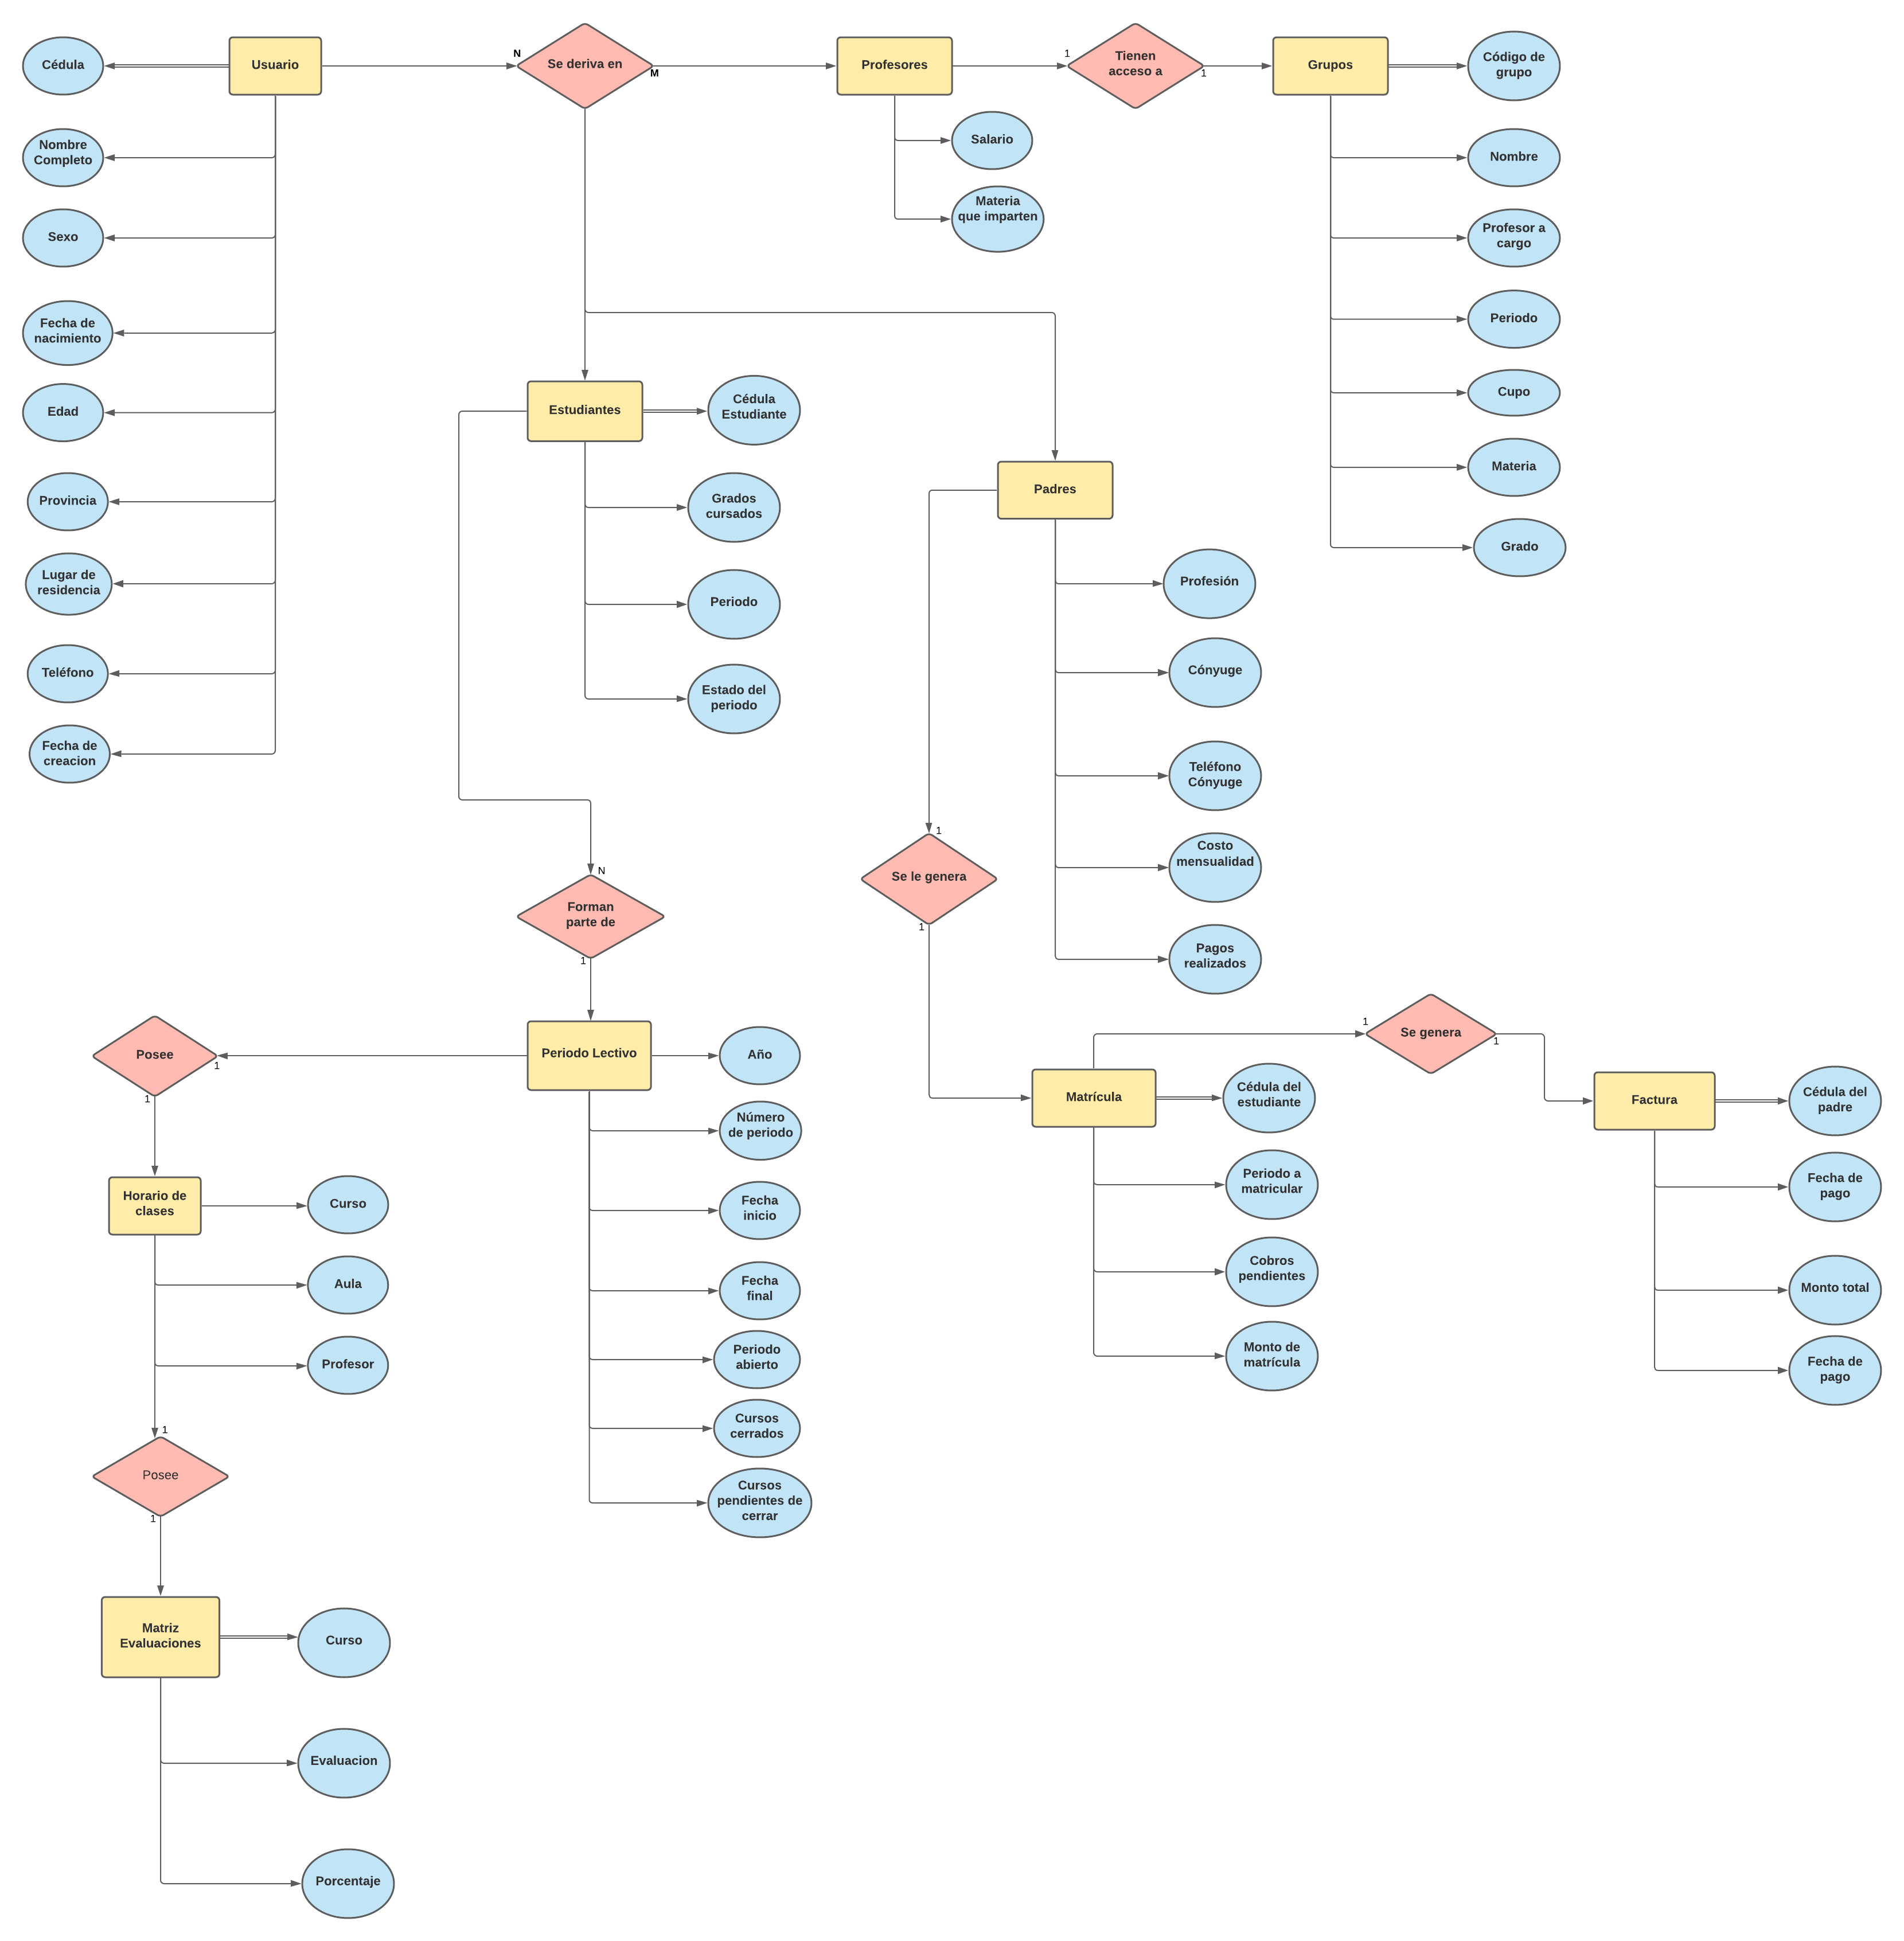 Cédula
Usuario
N
Se deriva en
M
Profesores
1
Tienen
acceso a
1
Grupos
Código de
grupo
Nombre
Completo
Salario
Nombre
Materia
que imparten
Sexo
Profesor a
cargo
Fecha de
nacimiento
Periodo
Edad
Estudiantes
Cédula
Estudiante
Cupo
Provincia
Grados
cursados
Padres
Materia
Grado
Lugar de
residencia
Periodo
Profesión
Teléfono
Estado del
periodo
Cónyuge
Fecha de
creacion
Teléfono
Cónyuge
1
Se le genera
1
Costo
mensualidad
N
Forman
parte de
1
Pagos
realizados
Posee
1
1
Periodo Lectivo
Año
1
Se genera
1
Matrícula
Cédula del
estudiante
Factura
Cédula del
padre
Número
de periodo
Horario de
clases
Curso
Fecha
inicio
Periodo a
matricular
Fecha de
pago
Aula
Fecha
final
Cobros
pendientes
Monto total
Profesor
Periodo
abierto
Monto de
matrícula
Fecha de
pago
1
Posee
1
Cursos
cerrados
Cursos
pendientes de
cerrar
Matriz
Evaluaciones
Curso
Evaluacion
Porcentaje